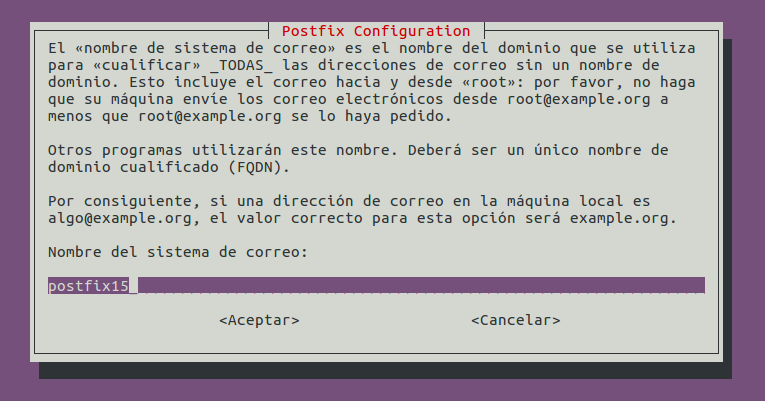 Postfix Configuration
El «nombre de sistema de correo» es el nombre del dominio que se utiliza
para «cualificar» _TODAS_ las direcciones de correo sin un nombre de
dominio. Esto incluye el correo hacia y desde «root»: por favor, no haga
que su máquina envíe los correo electrónicos desde root@example.org a
menos que root@example.org se lo haya pedido.
Otros programas utilizarán este nombre. Deberá ser un único nombre de
dominio cualificado (FQDN).
Por consiguiente, si una dirección de correo en la máquina local es
algo@example.org, el valor correcto para esta opción será example.org.
Nombre del sistema de correo:
postfix15
<Aceptar> <Cancelar>